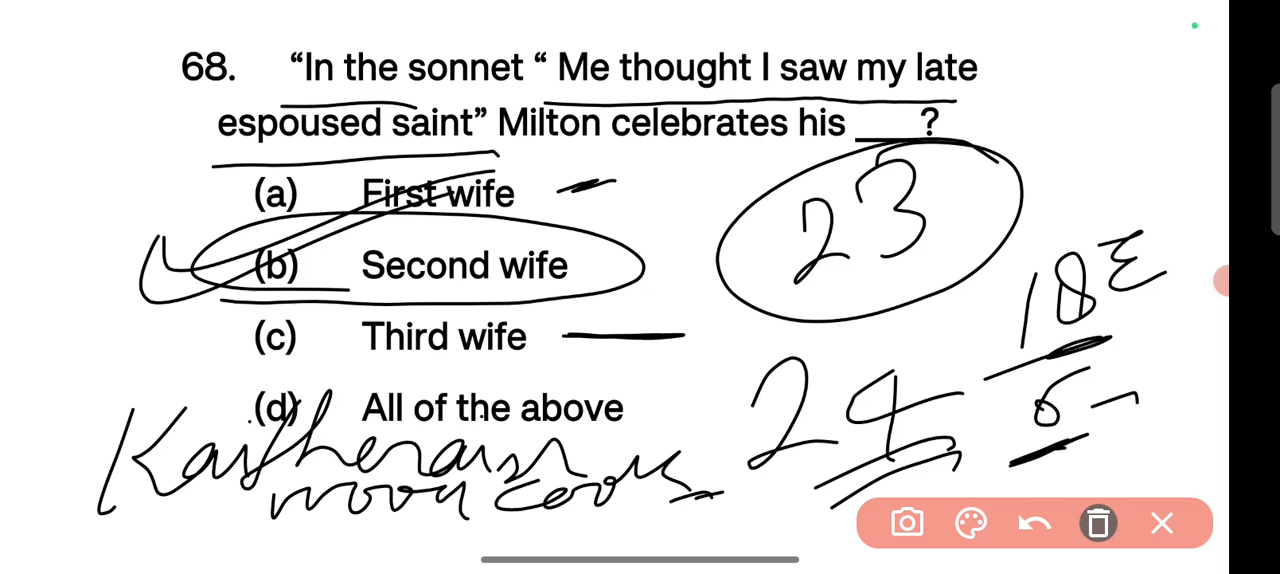 68. “In the sonnet “ Me thought I saw my late
espoused saint” Milton celebrates his ___?
(a) First wife
(b) Second wife
(c) Third wife
(d) All of the above
23
24
18